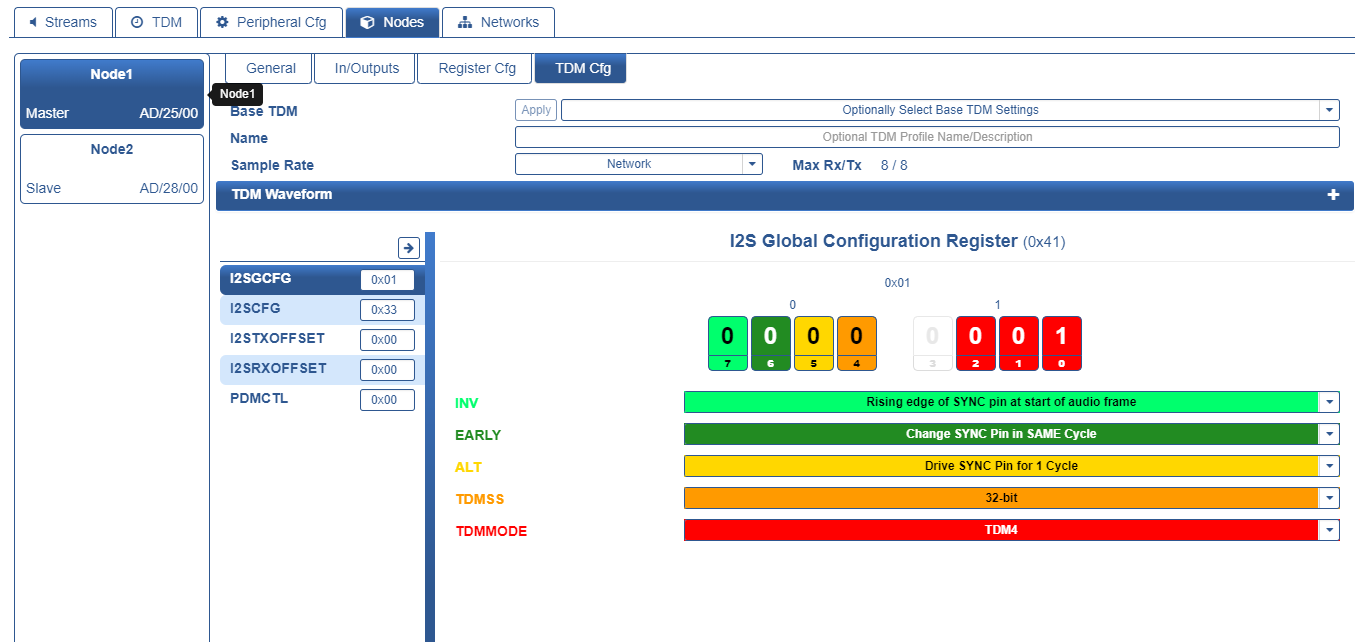 Streams TDM Peripheral Cfg Nodes Networks
General In/Outputs Register Cfg TDM Cfg
Node1
Master AD/25/00
Node1
Node2
Slave AD/28/00
Base TDM Apply Optionally Select Base TDM Settings
Name Optional TDM Profile Name/Description
Sample Rate Network Max Rx/Tx 8 / 8
TDM Waveform
I2SGCFG 0x01
I2SCFG 0x33
I2STXOFFSET 0x00
I2SRXOFFSET 0x00
PDMCTL 0x00
I2S Global Configuration Register (0x41)
0x01
0 1
0 0 0 0 0 0 0 1
7 6 5 4 3 2 1 0
INV Rising edge of SYNC pin at start of audio frame
EARLY Change SYNC Pin in SAME Cycle
ALT Drive SYNC Pin for 1 Cycle
TDMSS 32-bit
TDMMODE TDM4